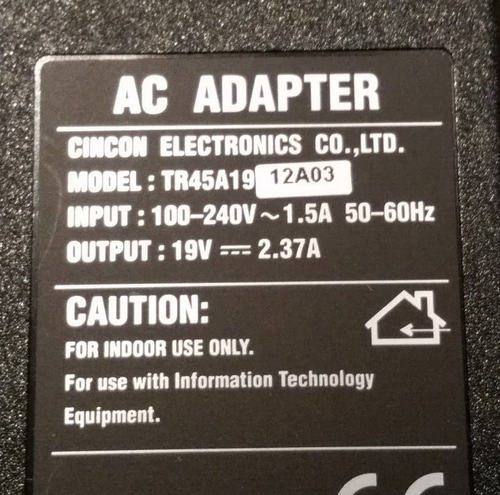 AC ADAPTER
CINCON ELECTRONICS CO.,LTD.
MODEL : TR45A19 12A03
INPUT : 100-240V~1.5A 50-60Hz
OUTPUT : 19V ⎓ 2.37A
CAUTION:
FOR INDOOR USE ONLY.
For use with Information Technology
Equipment.
CE